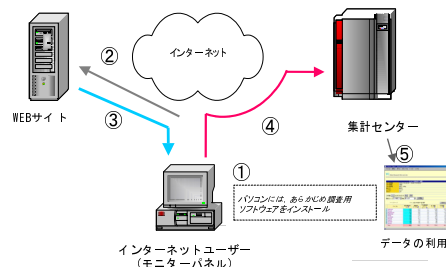 インターネット
②
WEBサイト
③
④
集計センター
①
⑤
パソコンには、あらかじめ調査用
ソフトウェアをインストール
インターネットユーザー
(モニターパネル)
データの利用